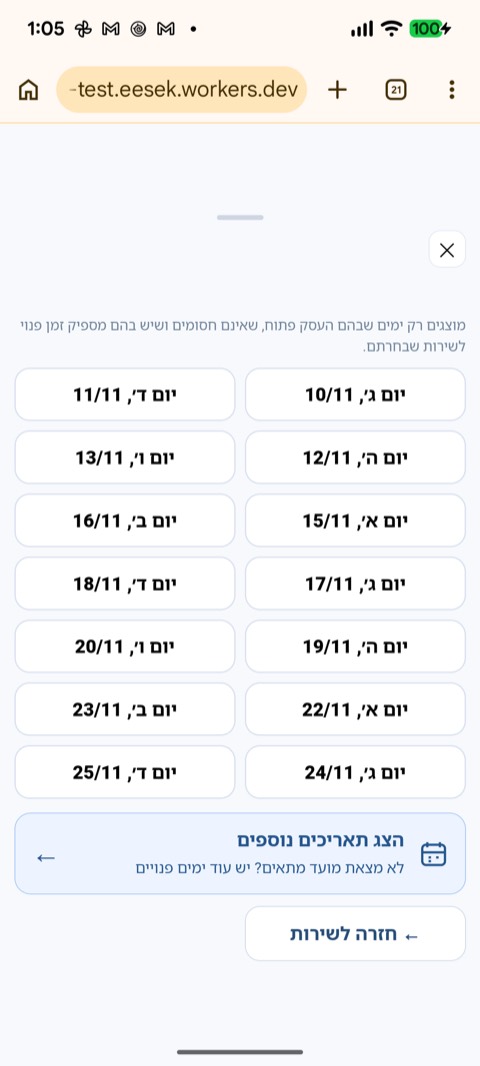 1:05
100
-test.eesek.workers.dev
21
מוצגים רק ימים שבהם העסק פתוח, שאינם חסומים ושיש בהם מספיק זמן פנוי
לשירות שבחרתם.
יום ג׳, 10/11
יום ד׳, 11/11
יום ה׳, 12/11
יום ו׳, 13/11
יום א׳, 15/11
יום ב׳, 16/11
יום ג׳, 17/11
יום ד׳, 18/11
יום ה׳, 19/11
יום ו׳, 20/11
יום א׳, 22/11
יום ב׳, 23/11
יום ג׳, 24/11
יום ד׳, 25/11
הצג תאריכים נוספים
לא מצאת מועד מתאים? יש עוד ימים פנויים
←
← חזרה לשירות